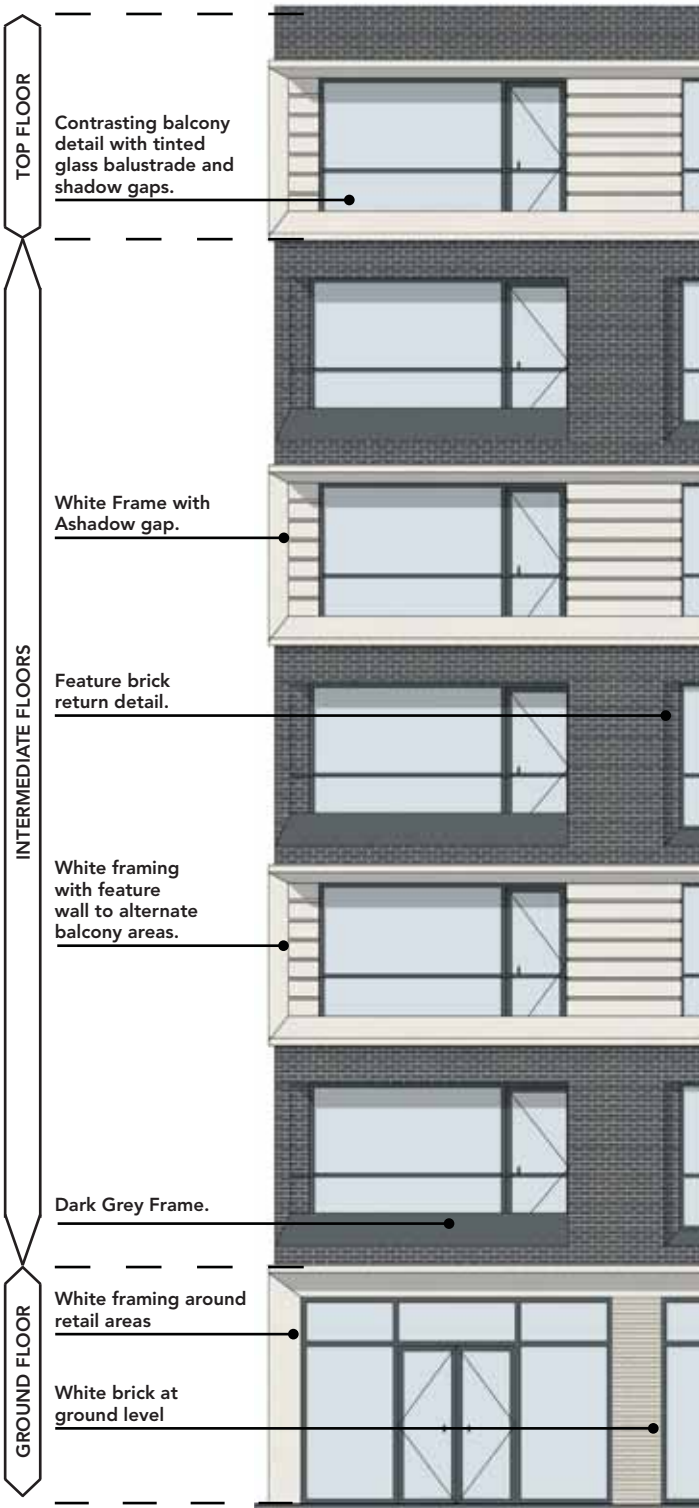 TOP FLOOR
Contrasting balcony
detail with tinted
glass balustrade and
shadow gaps.
INTERMEDIATE FLOORS
White Frame with
Ashadow gap.
Feature brick
return detail.
White framing
with feature
wall to alternate
balcony areas.
Dark Grey Frame.
GROUND FLOOR
White framing around
retail areas
White brick at
ground level